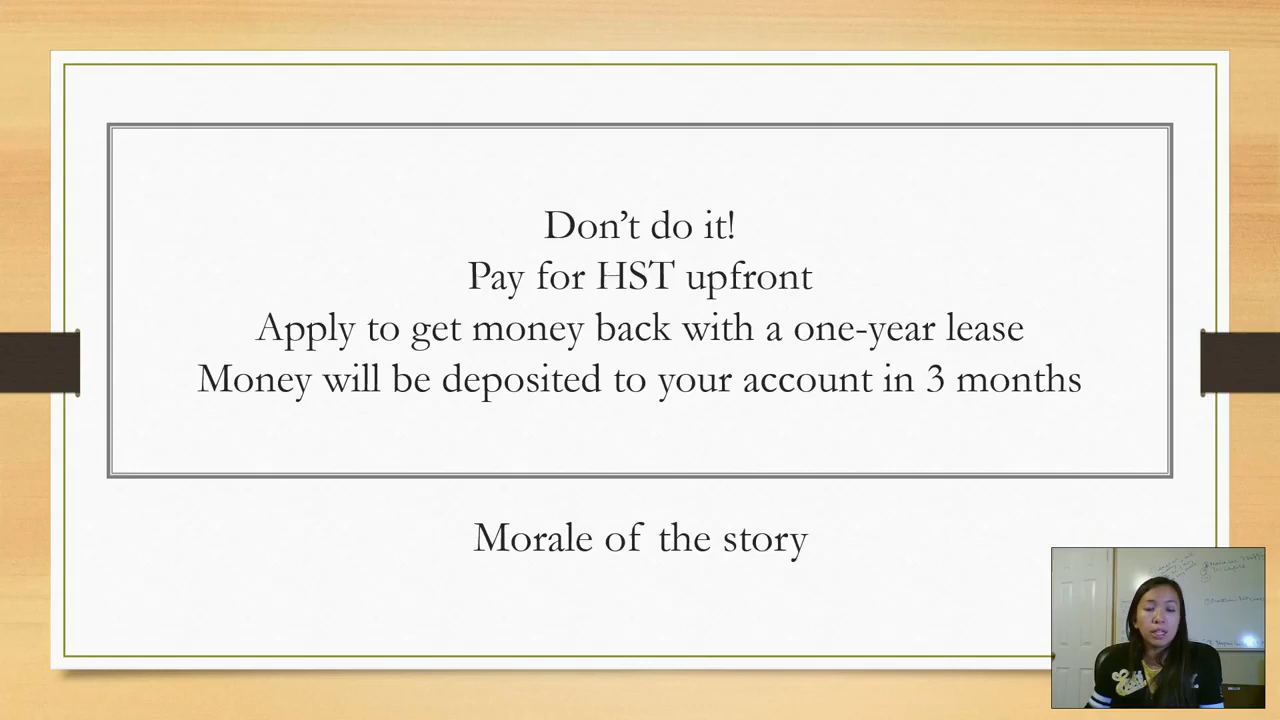 Don’t do it!
Pay for HST upfront
Apply to get money back with a one-year lease
Money will be deposited to your account in 3 months
Morale of the story